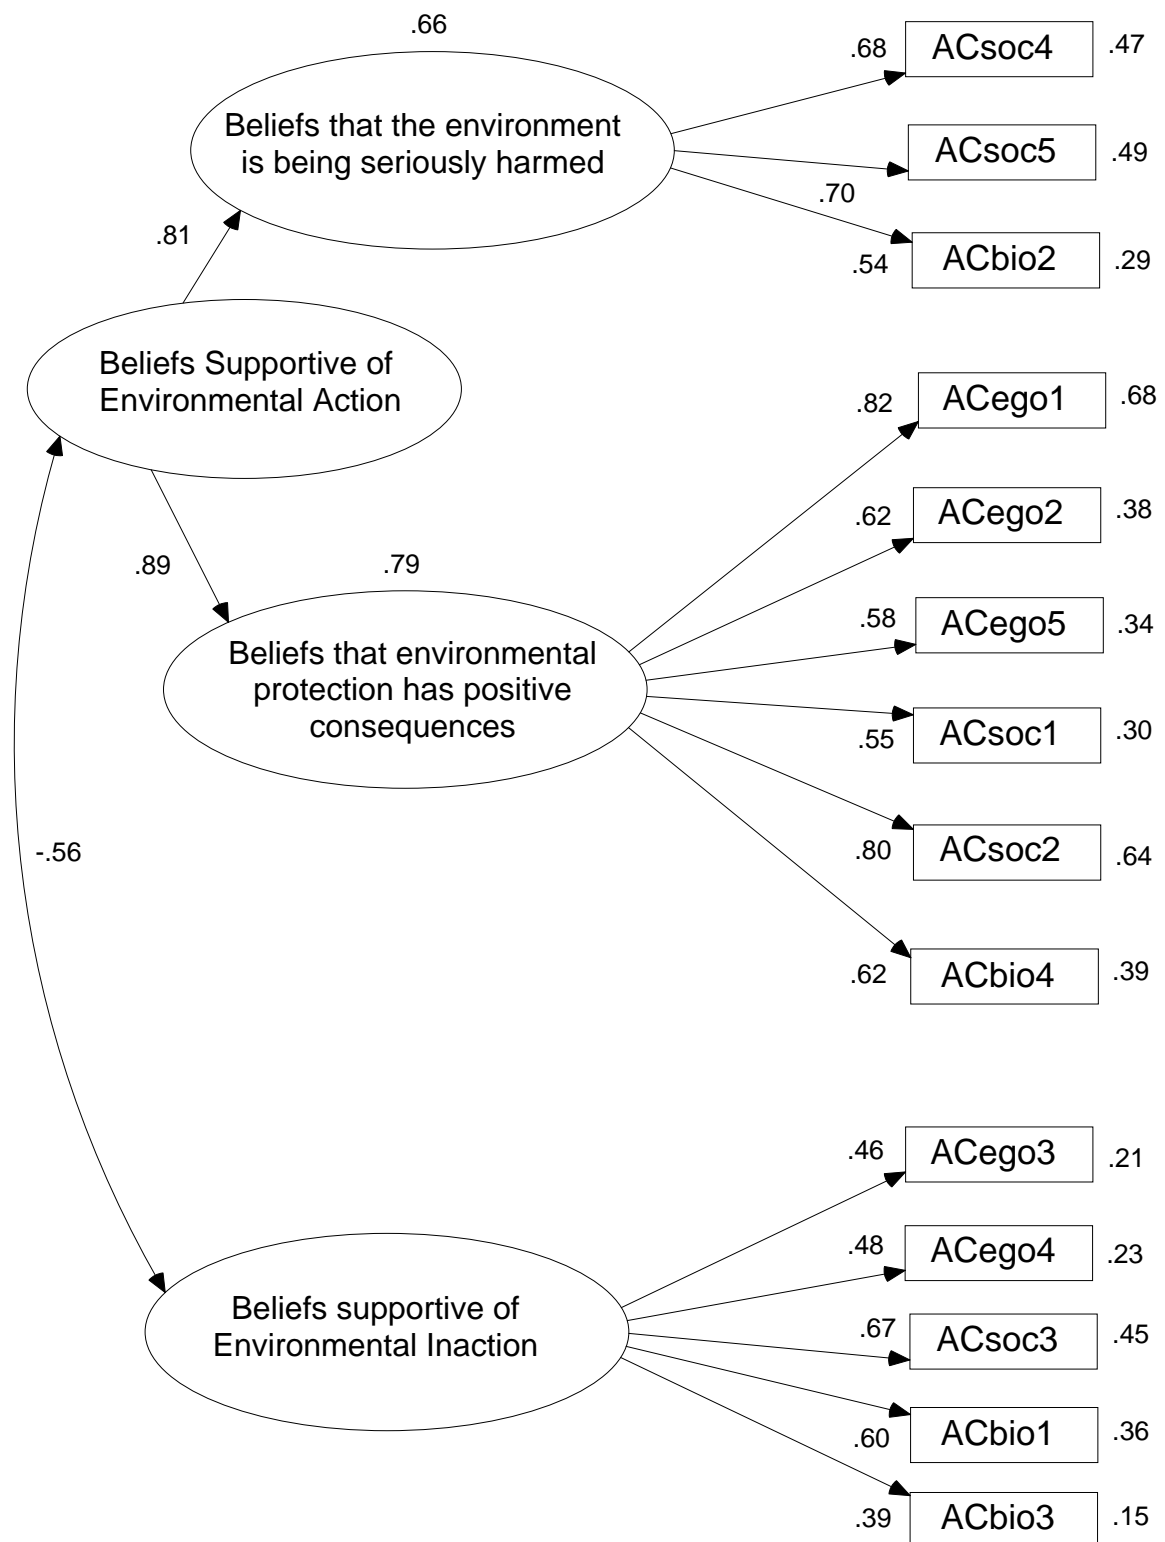 .66
.68
ACsoc4
.47
Beliefs that the environment
is being seriously harmed
ACsoc5
.49
.70
.81
.54
ACbio2
.29
Beliefs Supportive of
Environmental Action
.82
ACego1
.68
.62
ACego2
.38
.89
.79
.58
ACego5
.34
Beliefs that environmental
protection has positive
consequences
.55
ACsoc1
.30
-.56
.80
ACsoc2
.64
.62
ACbio4
.39
.46
ACego3
.21
.48
ACego4
.23
Beliefs supportive of
Environmental Inaction
.67
ACsoc3
.45
.60
ACbio1
.36
.39
ACbio3
.15